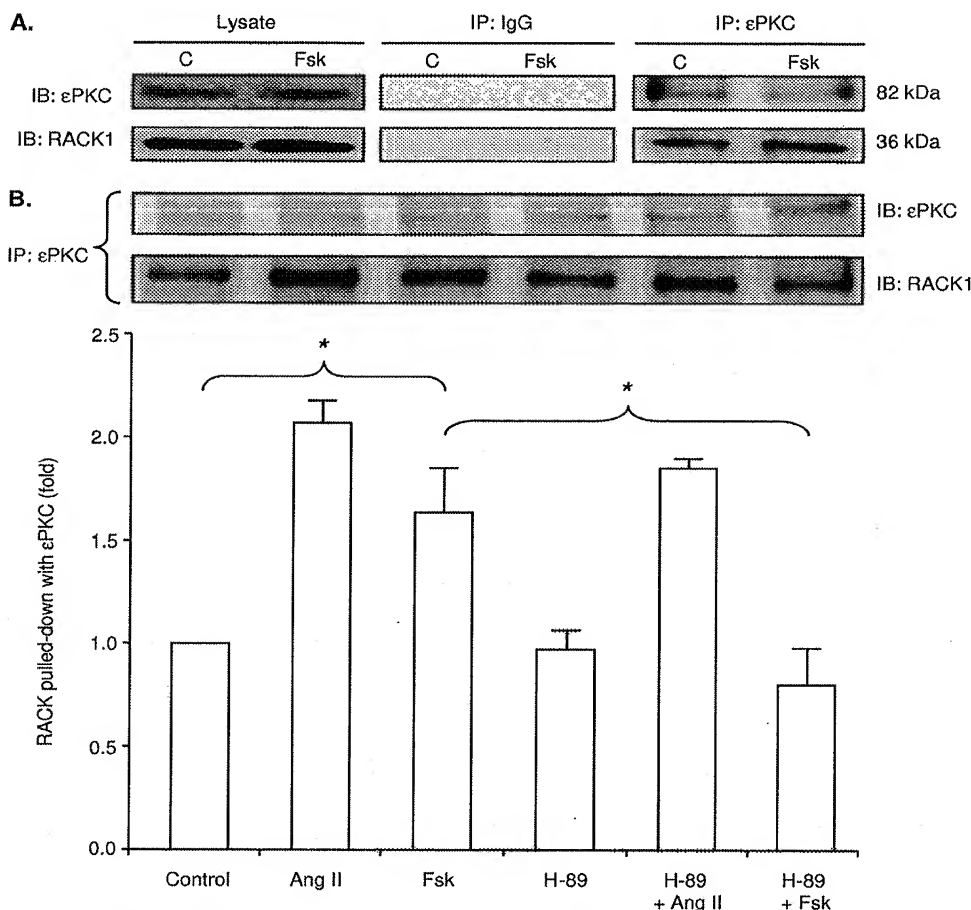 A.
Lysate IP: IgG IP: εPKC
C Fsk C Fsk C Fsk
IB: εPKC 82 kDa
IB: RACK1 36 kDa
B.
IP: εPKC
IB: εPKC
IB: RACK1
RACK pulled-down with εPKC (fold)
2.5
2.0
1.5
1.0
0.5
0.0
*
*
Control Ang II Fsk H-89 H-89 H-89
+ Ang II + Fsk